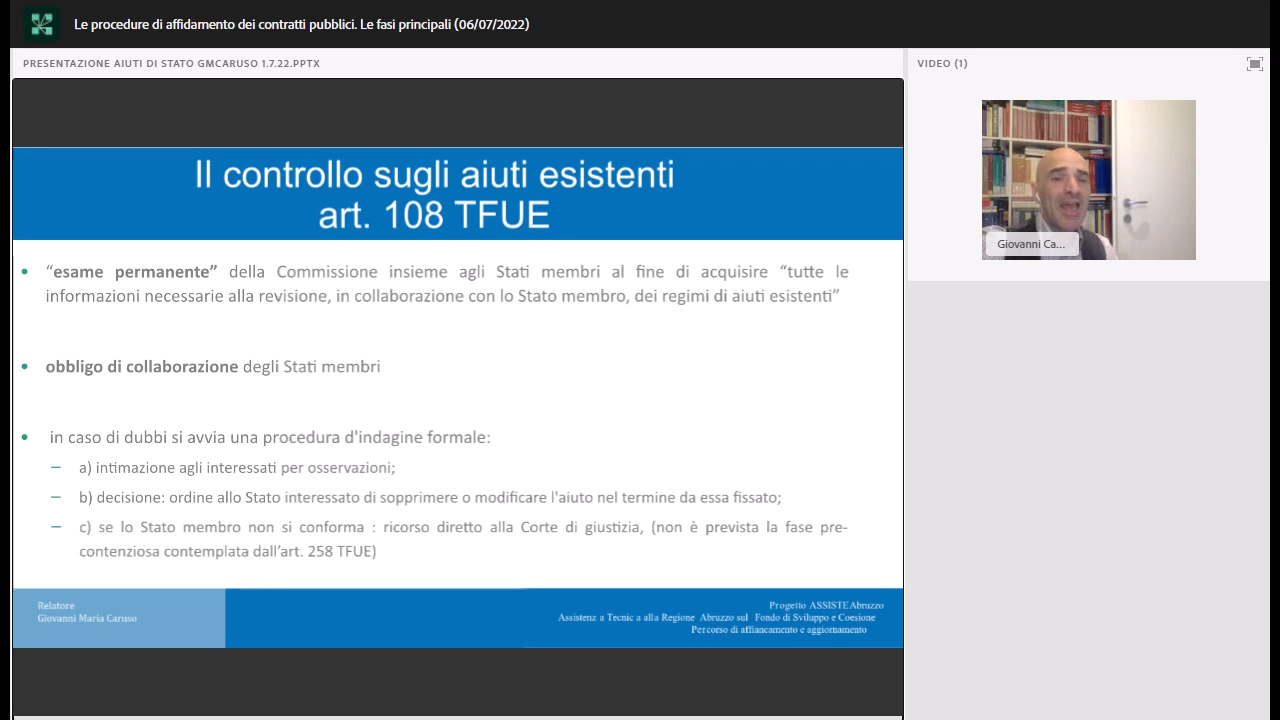 Le procedure di affidamento dei contratti pubblici. Le fasi principali (06/07/2022)
PRESENTAZIONE AIUTI DI STATO GMCARUSO 1.7.22.PPTX
VIDEO (1)
Il controllo sugli aiuti esistenti
art. 108 TFUE
• “esame permanente” della Commissione insieme agli Stati membri al fine di acquisire “tutte le
informazioni necessarie alla revisione, in collaborazione con lo Stato membro, dei regimi di aiuti esistenti”
• obbligo di collaborazione degli Stati membri
• in caso di dubbi si avvia una procedura d'indagine formale:
– a) intimazione agli interessati per osservazioni;
– b) decisione: ordine allo Stato interessato di sopprimere o modificare l'aiuto nel termine da essa fissato;
– c) se lo Stato membro non si conforma : ricorso diretto alla Corte di giustizia, (non è prevista la fase pre-
contenziosa contemplata dall’art. 258 TFUE)
Relatore
Giovanni Maria Caruso
Progetto ASSISTEAbruzzo
Assistenz a Tecnic a alla Regione Abruzzo sul Fondo di Sviluppo e Coesione
Percorso di affiancamento e aggiornamento
Giovanni Ca...